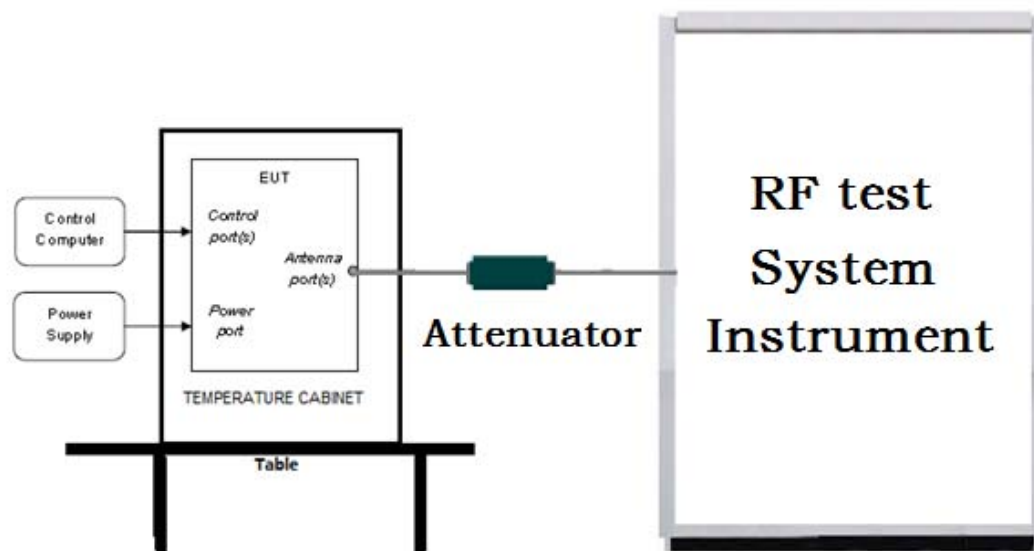 Control
Computer
Power
Supply
EUT
Control
port(s)
Antenna
port(s)
Power
port
TEMPERATURE CABINET
Table
Attenuator
RF test
System
Instrument